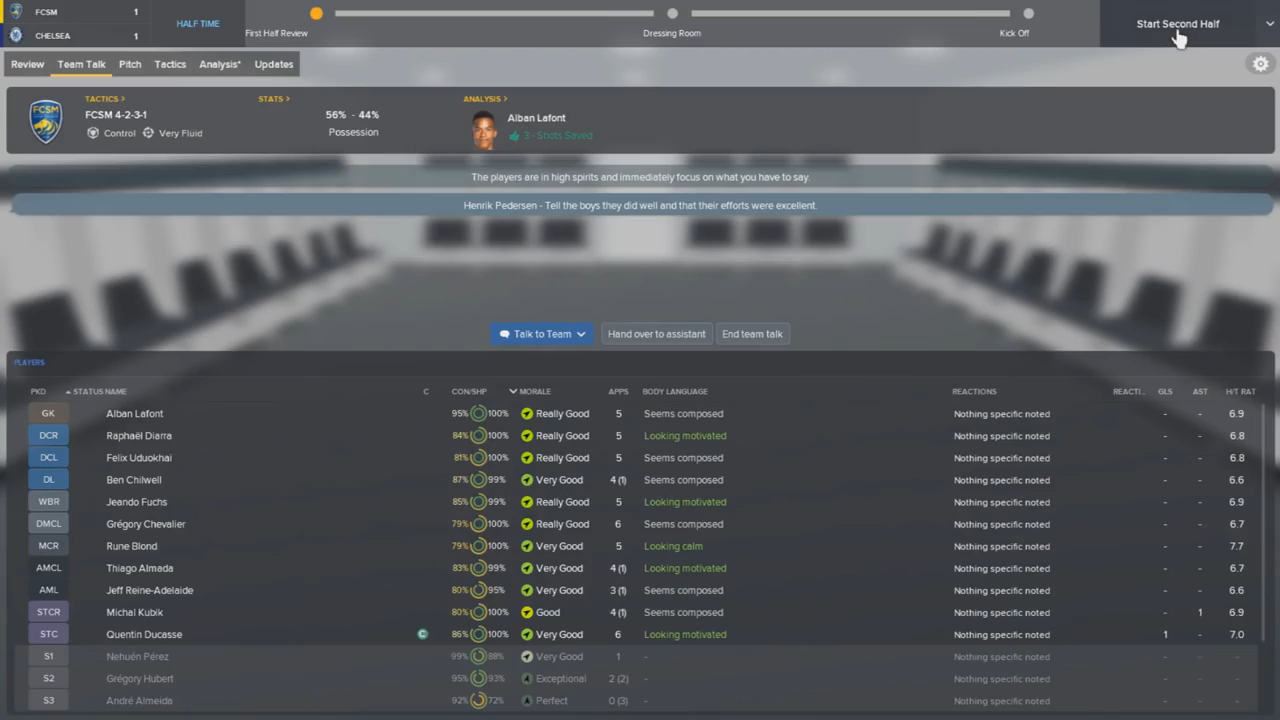 FCSM 1
CHELSEA 1
HALF TIME
First Half Review
Dressing Room
Kick Off
Start Second Half
Review Team Talk Pitch Tactics Analysis* Updates
FCSM
TACTICS >
FCSM 4-2-3-1
Control Very Fluid
STATS >
56% - 44%
Possession
ANALYSIS >
Alban Lafont
3 - Shots Saved
The players are in high spirits and immediately focus on what you have to say.
Henrik Pedersen - Tell the boys they did well and that their efforts were excellent.
Talk to Team Hand over to assistant End team talk
PLAYERS
PKD STATUS NAME C CON/SHP MORALE APPS BODY LANGUAGE REACTIONS REACTI... GLS AST H/T RAT
GK Alban Lafont 95% 100% Really Good 5 Seems composed Nothing specific noted - - 6.9
DCR Raphaël Diarra 84% 100% Really Good 5 Looking motivated Nothing specific noted - - 6.8
DCL Felix Uduokhai 81% 100% Really Good 5 Seems composed Nothing specific noted - - 6.8
DL Ben Chilwell 87% 99% Very Good 4 (1) Seems composed Nothing specific noted - - 6.6
WBR Jeando Fuchs 85% 99% Really Good 5 Looking motivated Nothing specific noted - - 6.9
DMCL Grégory Chevalier 79% 100% Really Good 6 Seems composed Nothing specific noted - - 6.7
MCR Rune Blond 79% 100% Very Good 5 Looking calm Nothing specific noted - - 7.7
AMCL Thiago Almada 83% 99% Very Good 4 (1) Looking motivated Nothing specific noted - - 6.7
AML Jeff Reine-Adelaide 80% 95% Very Good 3 (1) Seems composed Nothing specific noted - - 6.6
STCR Michal Kubik 80% 100% Good 4 (1) Seems composed Nothing specific noted - 1 6.9
STC Quentin Ducasse C 86% 100% Very Good 6 Looking motivated Nothing specific noted 1 - 7.0
S1 Nehuén Pérez 99% 88% Very Good 1 - Nothing specific noted - - -
S2 Grégory Hubert 95% 93% Exceptional 2 (2) - Nothing specific noted - - -
S3 André Almeida 92% 72% Perfect 0 (3) - Nothing specific noted - - -